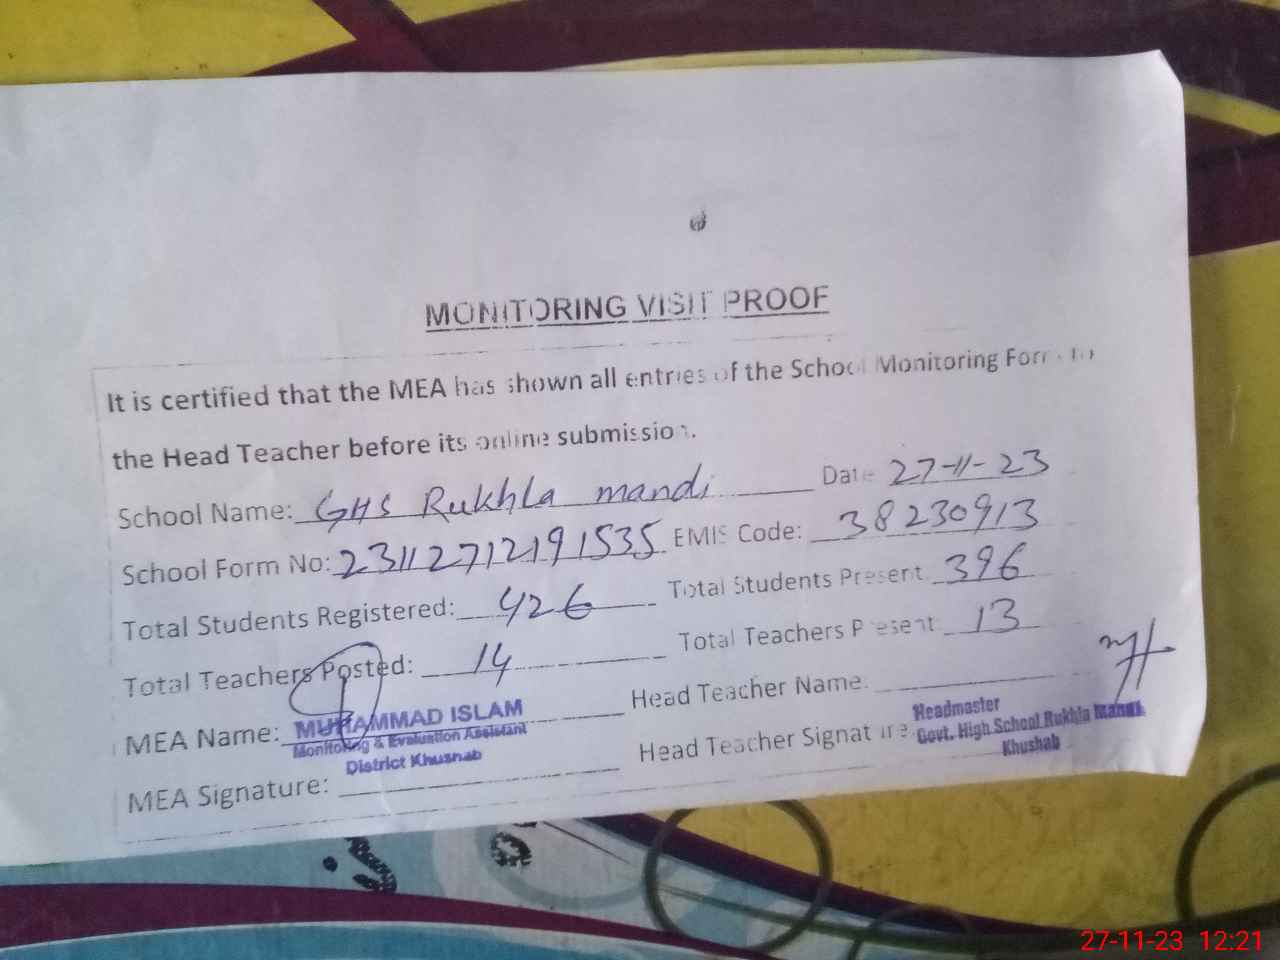 MONITORING VISIT PROOF
It is certified that the MEA has shown all entries of the School Monitoring Form to
the Head Teacher before its online submission.
School Name: GHS Rukhla mandi Date 27-11-23
School Form No: 23112712191535 EMIS Code: 38230913
Total Students Registered: 426 Total Students Present 396
Total Teachers Posted: 14 Total Teachers Present 13
MEA Name: MUHAMMAD ISLAM Head Teacher Name:
Monitoring & Evaluation Assistant
District Khushab
MEA Signature: Head Teacher Signature:
Headmaster
Govt. High School Rukhla Mandi
Khushab
27-11-23 12:21